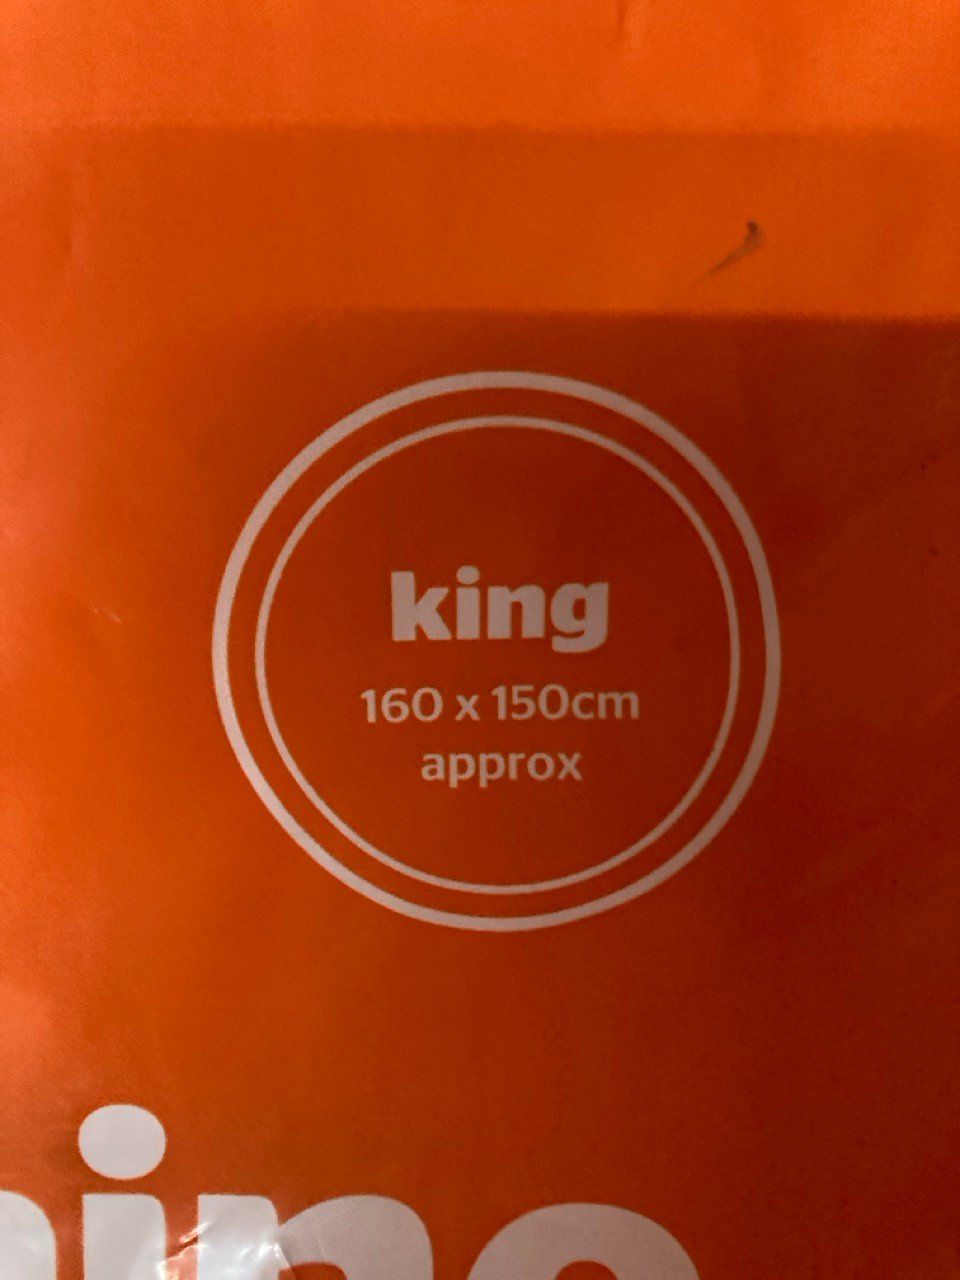 king
160 x 150cm
approx